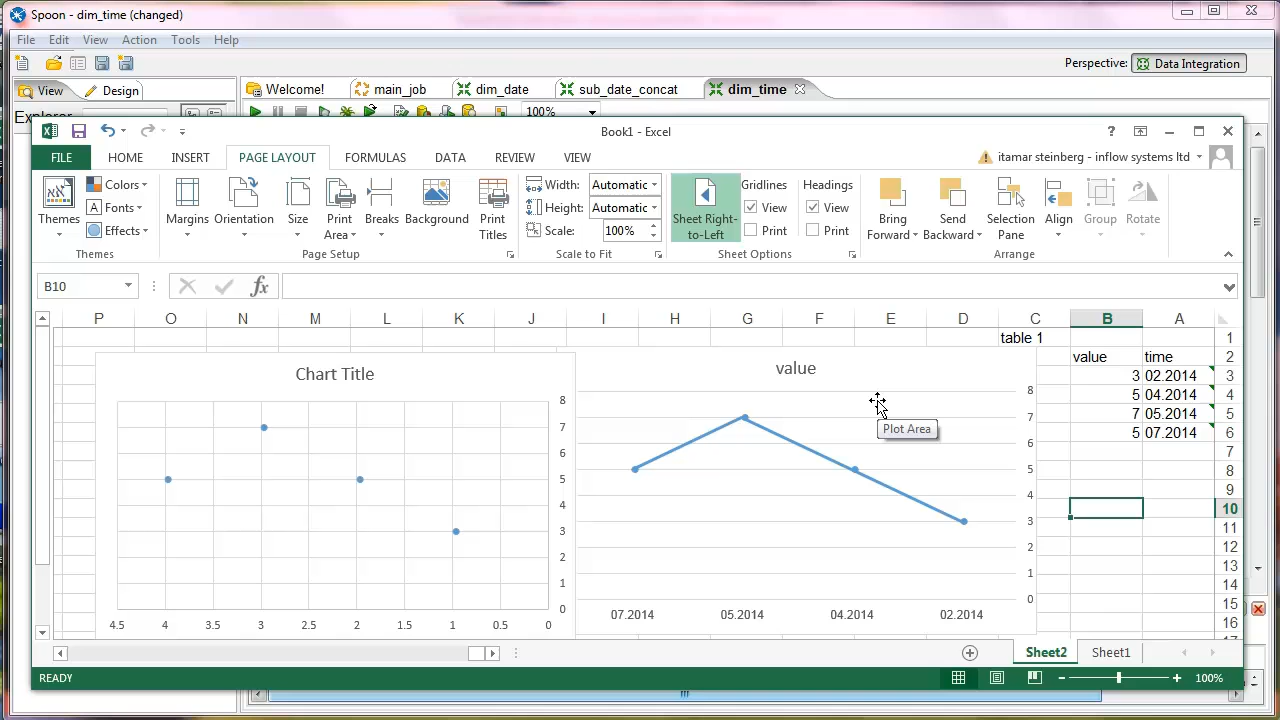 Spoon - dim_time (changed)
File Edit View Action Tools Help
Perspective: Data Integration
View Design Welcome! main_job dim_date sub_date_concat dim_time
Explorer 100%
Book1 - Excel ?
FILE HOME INSERT PAGE LAYOUT FORMULAS DATA REVIEW VIEW itamar steinberg - inflow systems ltd
Themes Colors Fonts Effects
Margins Orientation Size Print Area Breaks Background Print Titles
Width: Automatic
Height: Automatic
Scale: 100%
Sheet Right-to-Left
Gridlines View Print
Headings View Print
Bring Forward Send Backward Selection Pane Align Group Rotate
Themes Page Setup Scale to Fit Sheet Options Arrange
B10 fx
P O N M L K J I H G F E D C B A
table 1 1
value time 2
3 02.2014 3
5 04.2014 4
7 05.2014 5
5 07.2014 6
7
8
9
10
11
12
13
14
15
16
Chart Title
8
7
6
5
4
3
2
1
0
4.5 4 3.5 3 2.5 2 1.5 1 0.5 0
value
Plot Area
8
7
6
5
4
3
2
1
0
07.2014 05.2014 04.2014 02.2014
Sheet2 Sheet1
READY 100%